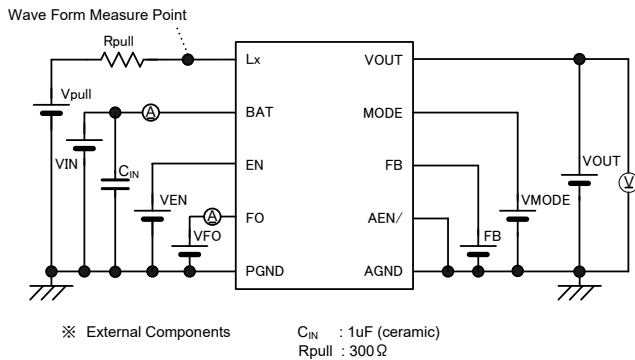 Wave Form Measure Point
Rpull
Vpull
Lx
VOUT
A
BAT
MODE
VIN
CIN
EN
FB
VOUT
V
VEN
A
FO
VFO
AEN/
VMODE
FB
PGND
AGND
※ External Components
CIN : 1uF (ceramic)
Rpull : 300Ω